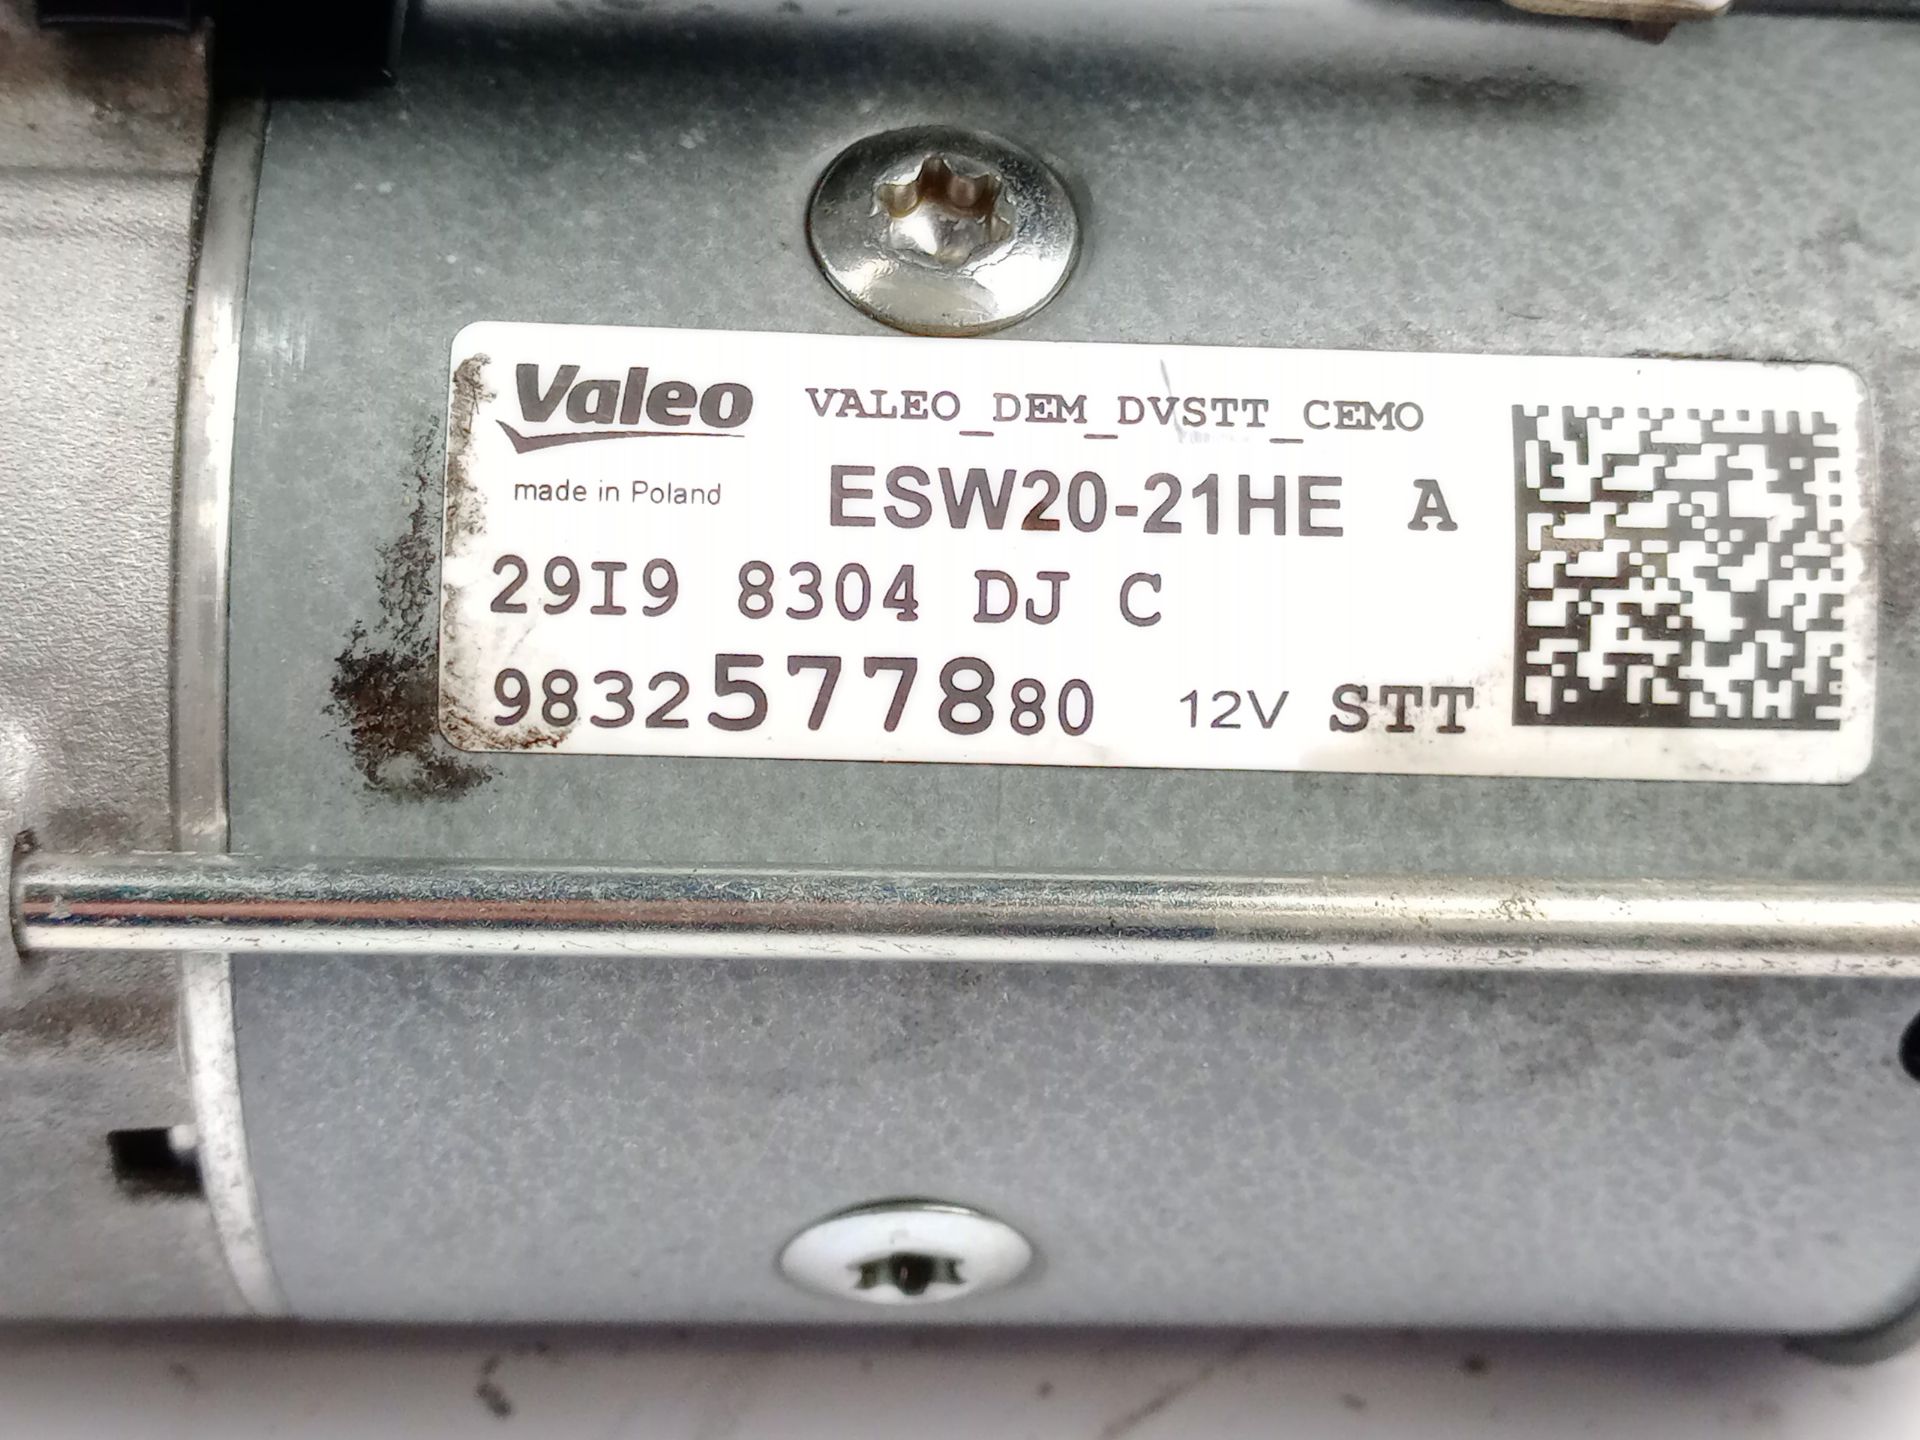 Valeo VALEO_DEM_DVSTT_CEMO
made in Poland ESW20-21HE A
29I9 8304 DJ C
9832577880 12V STT